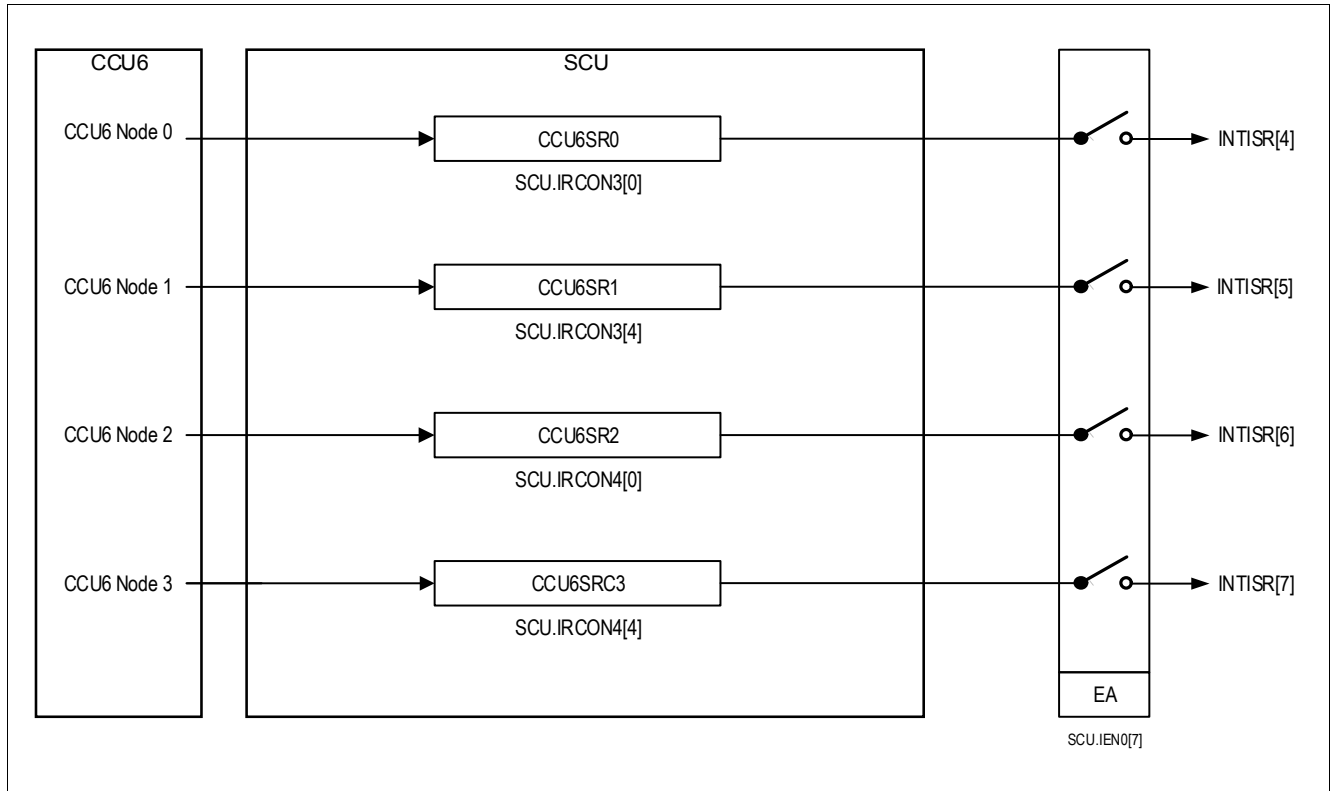 CCU6
SCU
CCU6 Node 0
CCU6SR0
INTISR[4]
SCU.IRCON3[0]
CCU6 Node 1
CCU6SR1
INTISR[5]
SCU.IRCON3[4]
CCU6 Node 2
CCU6SR2
INTISR[6]
SCU.IRCON4[0]
CCU6 Node 3
CCU6SRC3
INTISR[7]
SCU.IRCON4[4]
EA
SCU.IEN0[7]